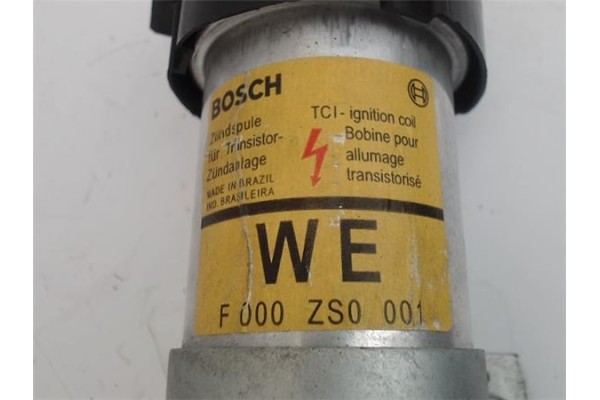 BOSCH
Zündspule
für Transistor-
Zündanlage
MADE IN BRAZIL
IND. BRASILEIRA
TCI - ignition coil
Bobine pour
allumage
transistorisé
WE
F 000 ZS0 001